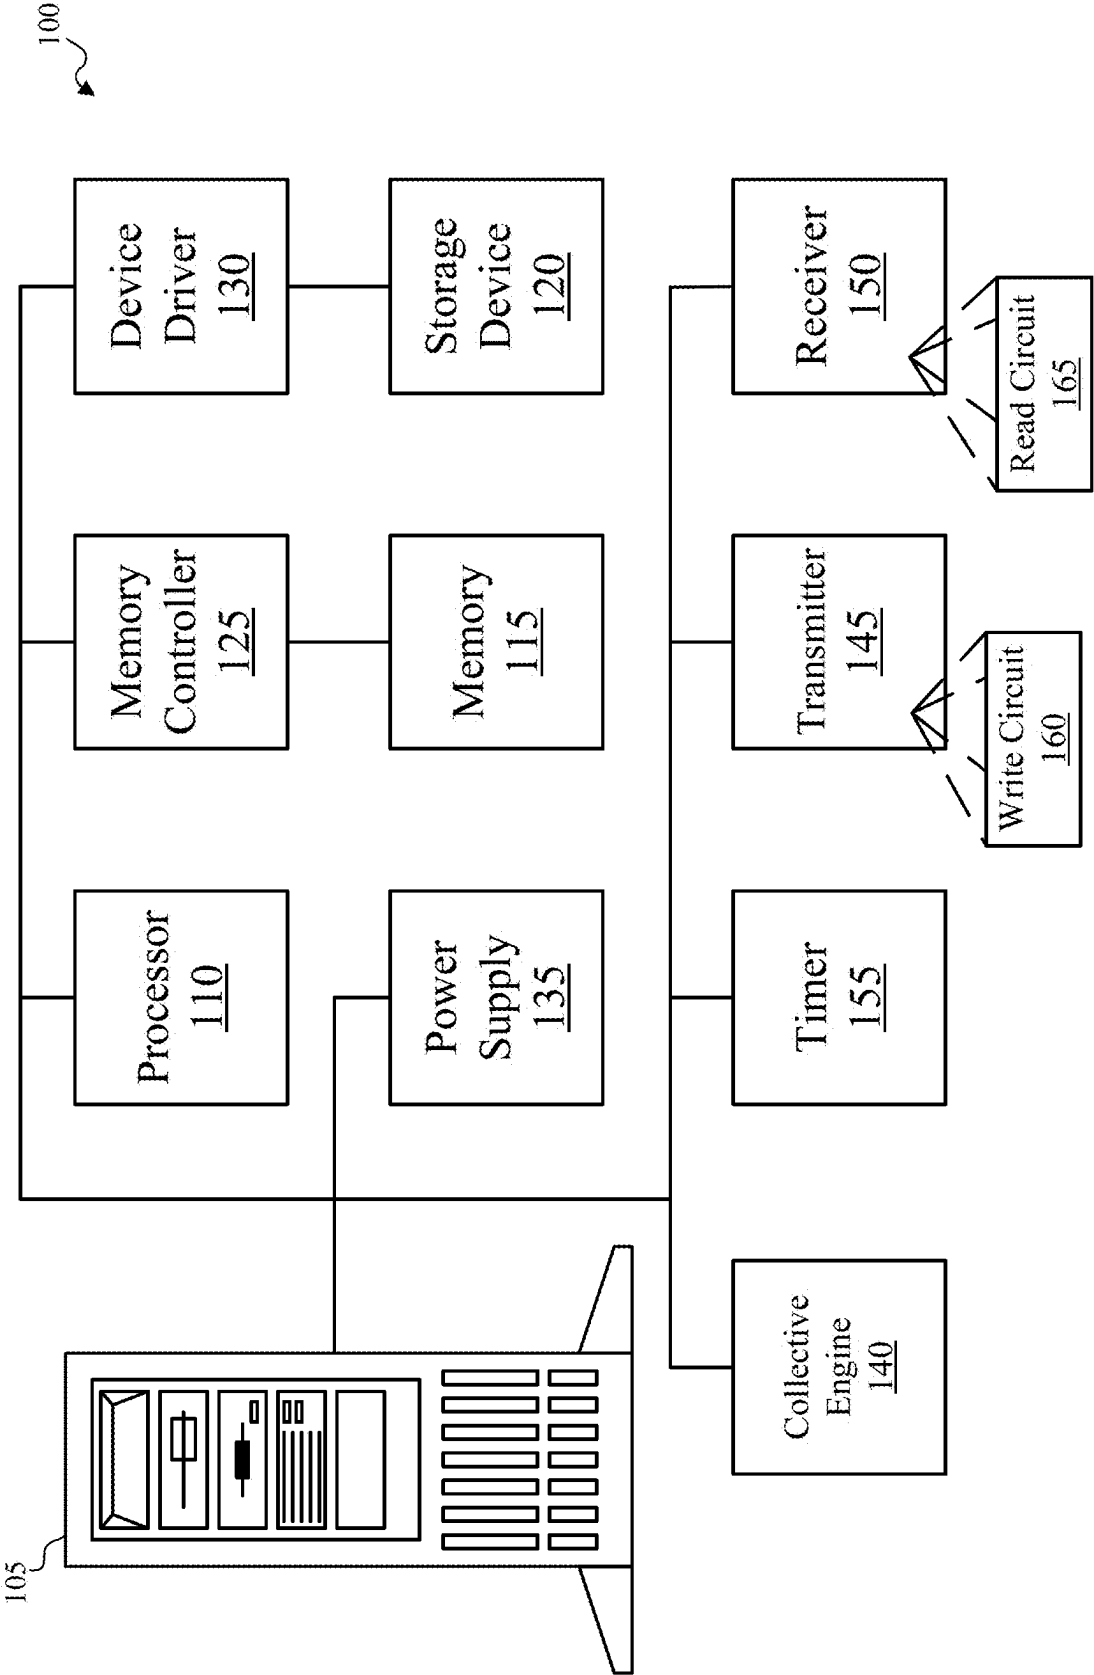 100
105
Processor
110
Memory
Controller
125
Device
Driver
130
Power
Supply
135
Memory
115
Storage
Device
120
Collective
Engine
140
Timer
155
Transmitter
145
Receiver
150
Write Circuit
160
Read Circuit
165